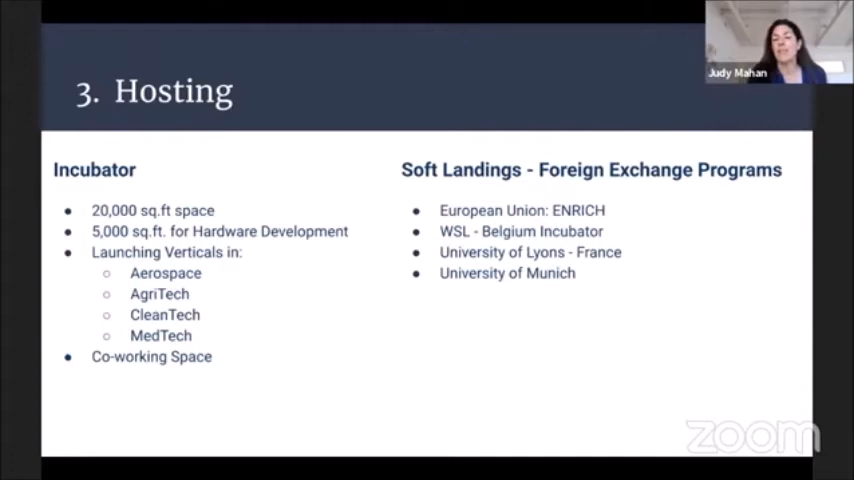 3. Hosting
Judy Mahan
Incubator
● 20,000 sq.ft space
● 5,000 sq.ft. for Hardware Development
● Launching Verticals in:
○ Aerospace
○ AgriTech
○ CleanTech
○ MedTech
● Co-working Space
Soft Landings - Foreign Exchange Programs
● European Union: ENRICH
● WSL - Belgium Incubator
● University of Lyons - France
● University of Munich
zoom